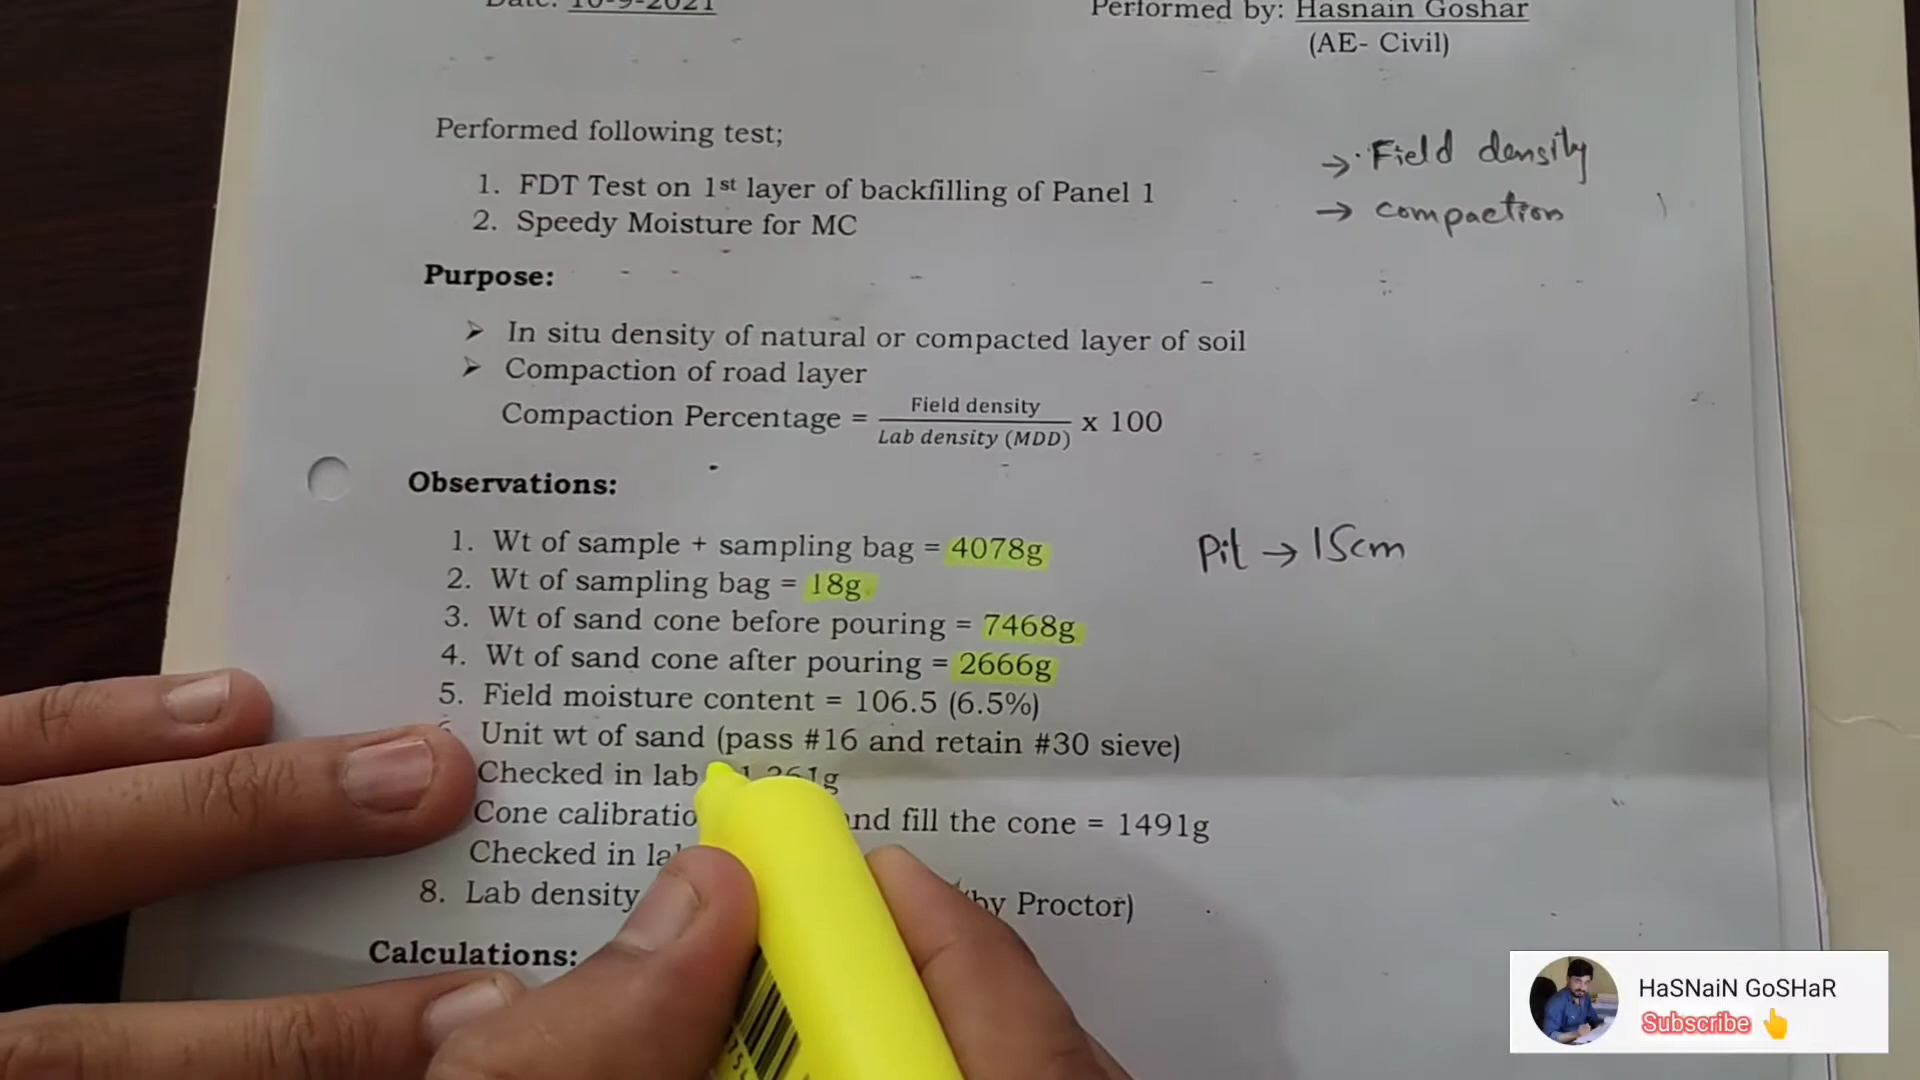 Date: 10-9-2021
Performed by: Hasnain Goshar
(AE- Civil)
Performed following test;
→ Field density
1. FDT Test on 1st layer of backfilling of Panel 1
→ compaction
2. Speedy Moisture for MC
Purpose:
➢ In situ density of natural or compacted layer of soil
➢ Compaction of road layer
Compaction Percentage = Field density / Lab density (MDD) x 100
Observations:
1. Wt of sample + sampling bag = 4078g
Pit → 15cm
2. Wt of sampling bag = 18g
3. Wt of sand cone before pouring = 7468g
4. Wt of sand cone after pouring = 2666g
5. Field moisture content = 106.5 (6.5%)
Unit wt of sand (pass #16 and retain #30 sieve)
Checked in lab
Cone fill the cone = 1491g
Checked in
8. Lab density Proctor)
Calculations:
HaSNaiN GoSHaR
Subscribe 👆